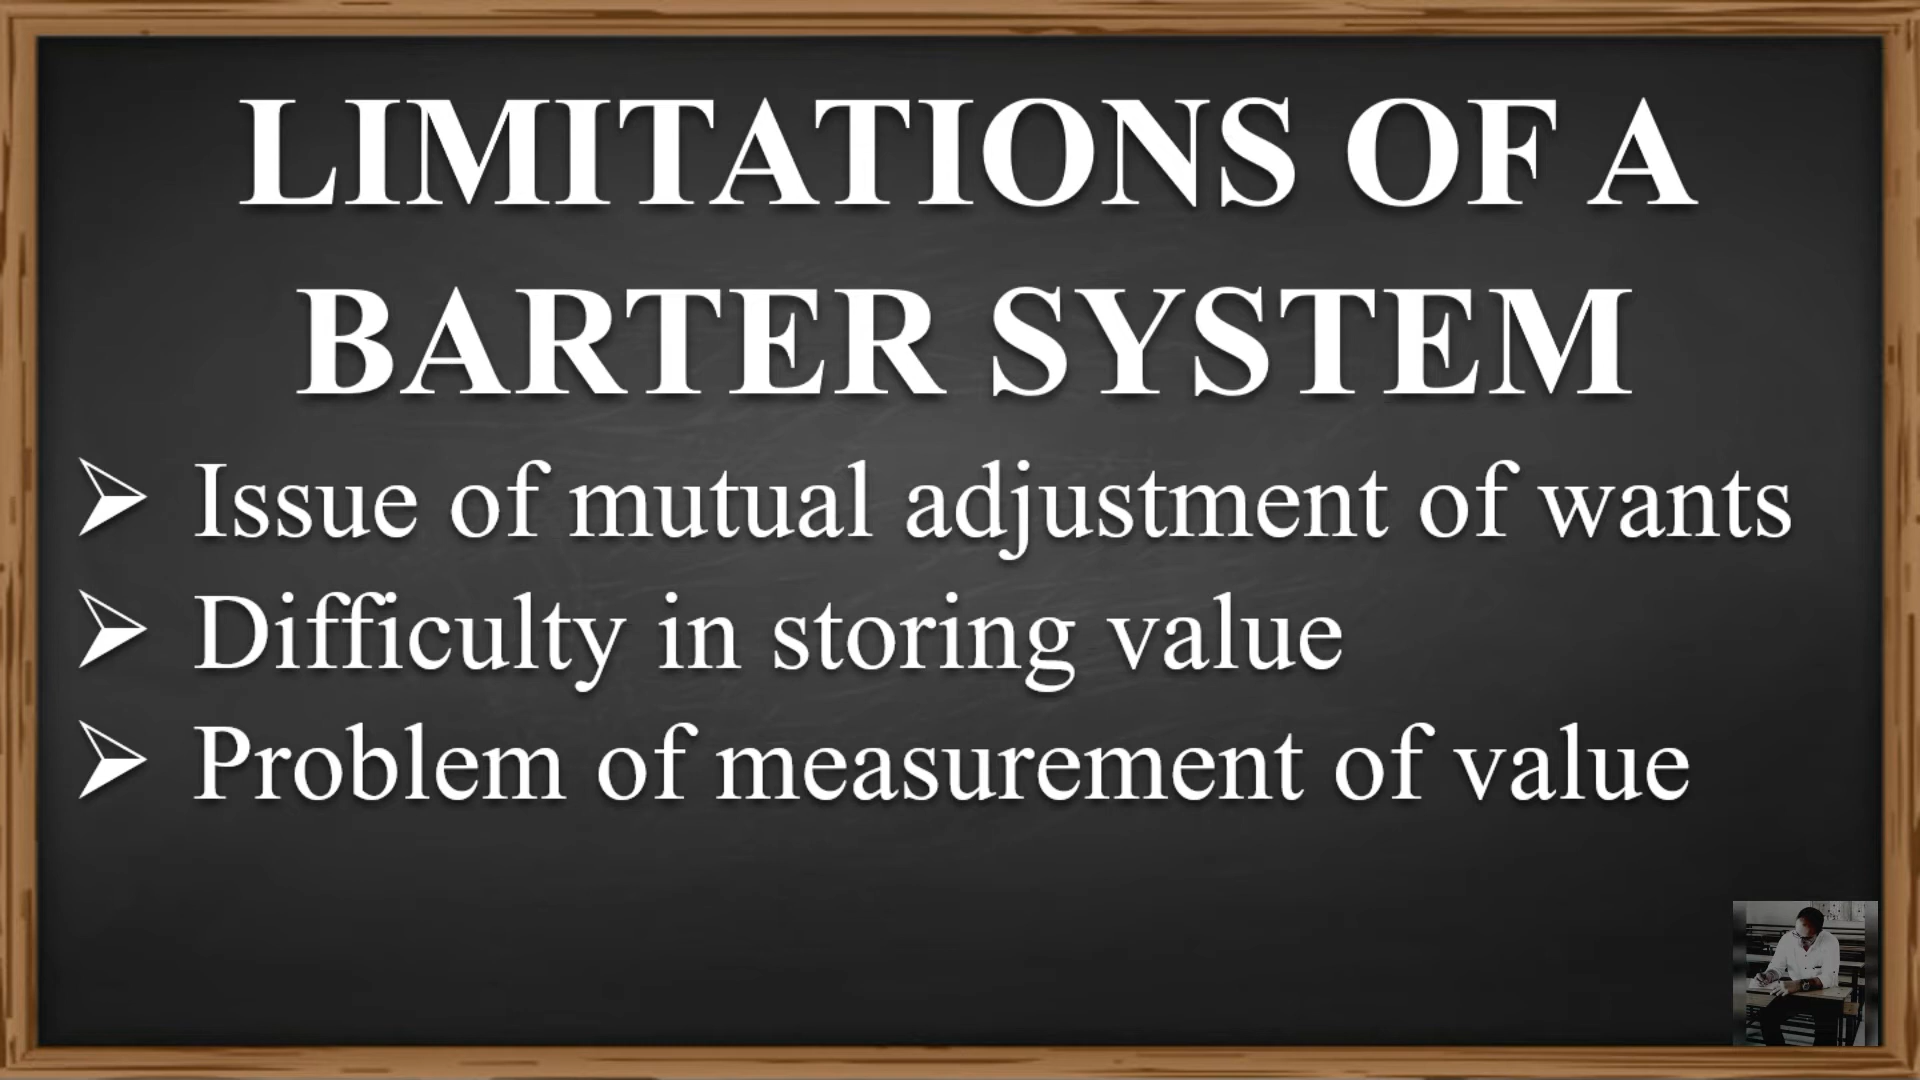 LIMITATIONS OF A
BARTER SYSTEM
Issue of mutual adjustment of wants
Difficulty in storing value
Problem of measurement of value